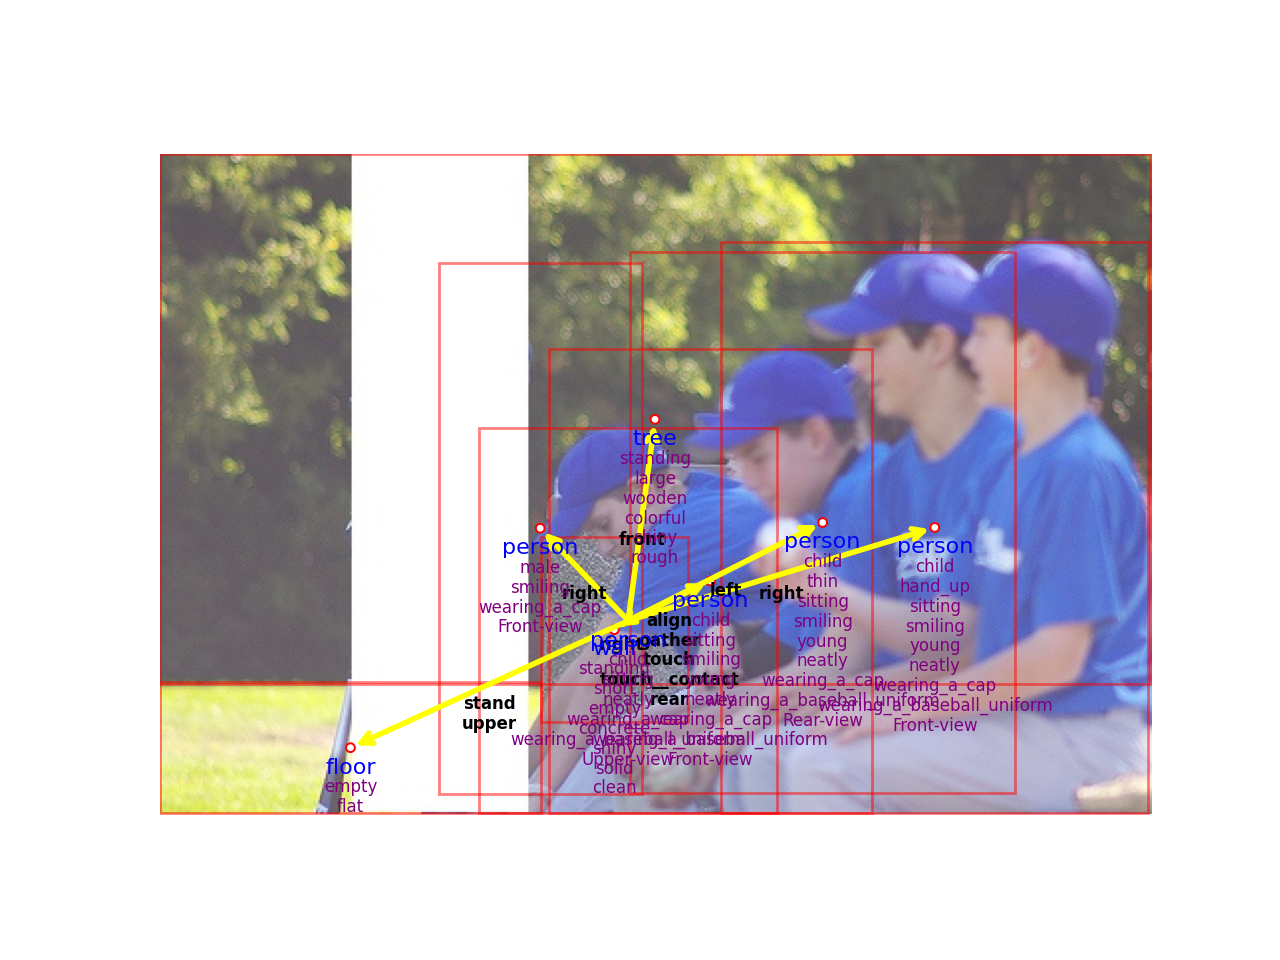 tree
standing
large
wooden
colorful
shiny
rough
front
person
male
smiling
wearing_a_cap
Front-view
right
person
child
thin
sitting
smiling
young
neatly
wearing_a_cap
wearing_a_baseball_uniform
Rear-view
person
child
hand_up
sitting
smiling
young
neatly
wearing_a_cap
wearing_a_baseball_uniform
Front-view
left
right
person
child
sitting
smiling
neatly
wearing_a_cap
wearing_a_baseball_uniform
Front-view
align
touch
touch__contact
rear
person
child
neatly
wearing_a_cap
wearing_a_baseball_uniform
Upper-view
wall
standing
short
empty
concrete
shiny
solid
clean
stand
upper
floor
empty
flat